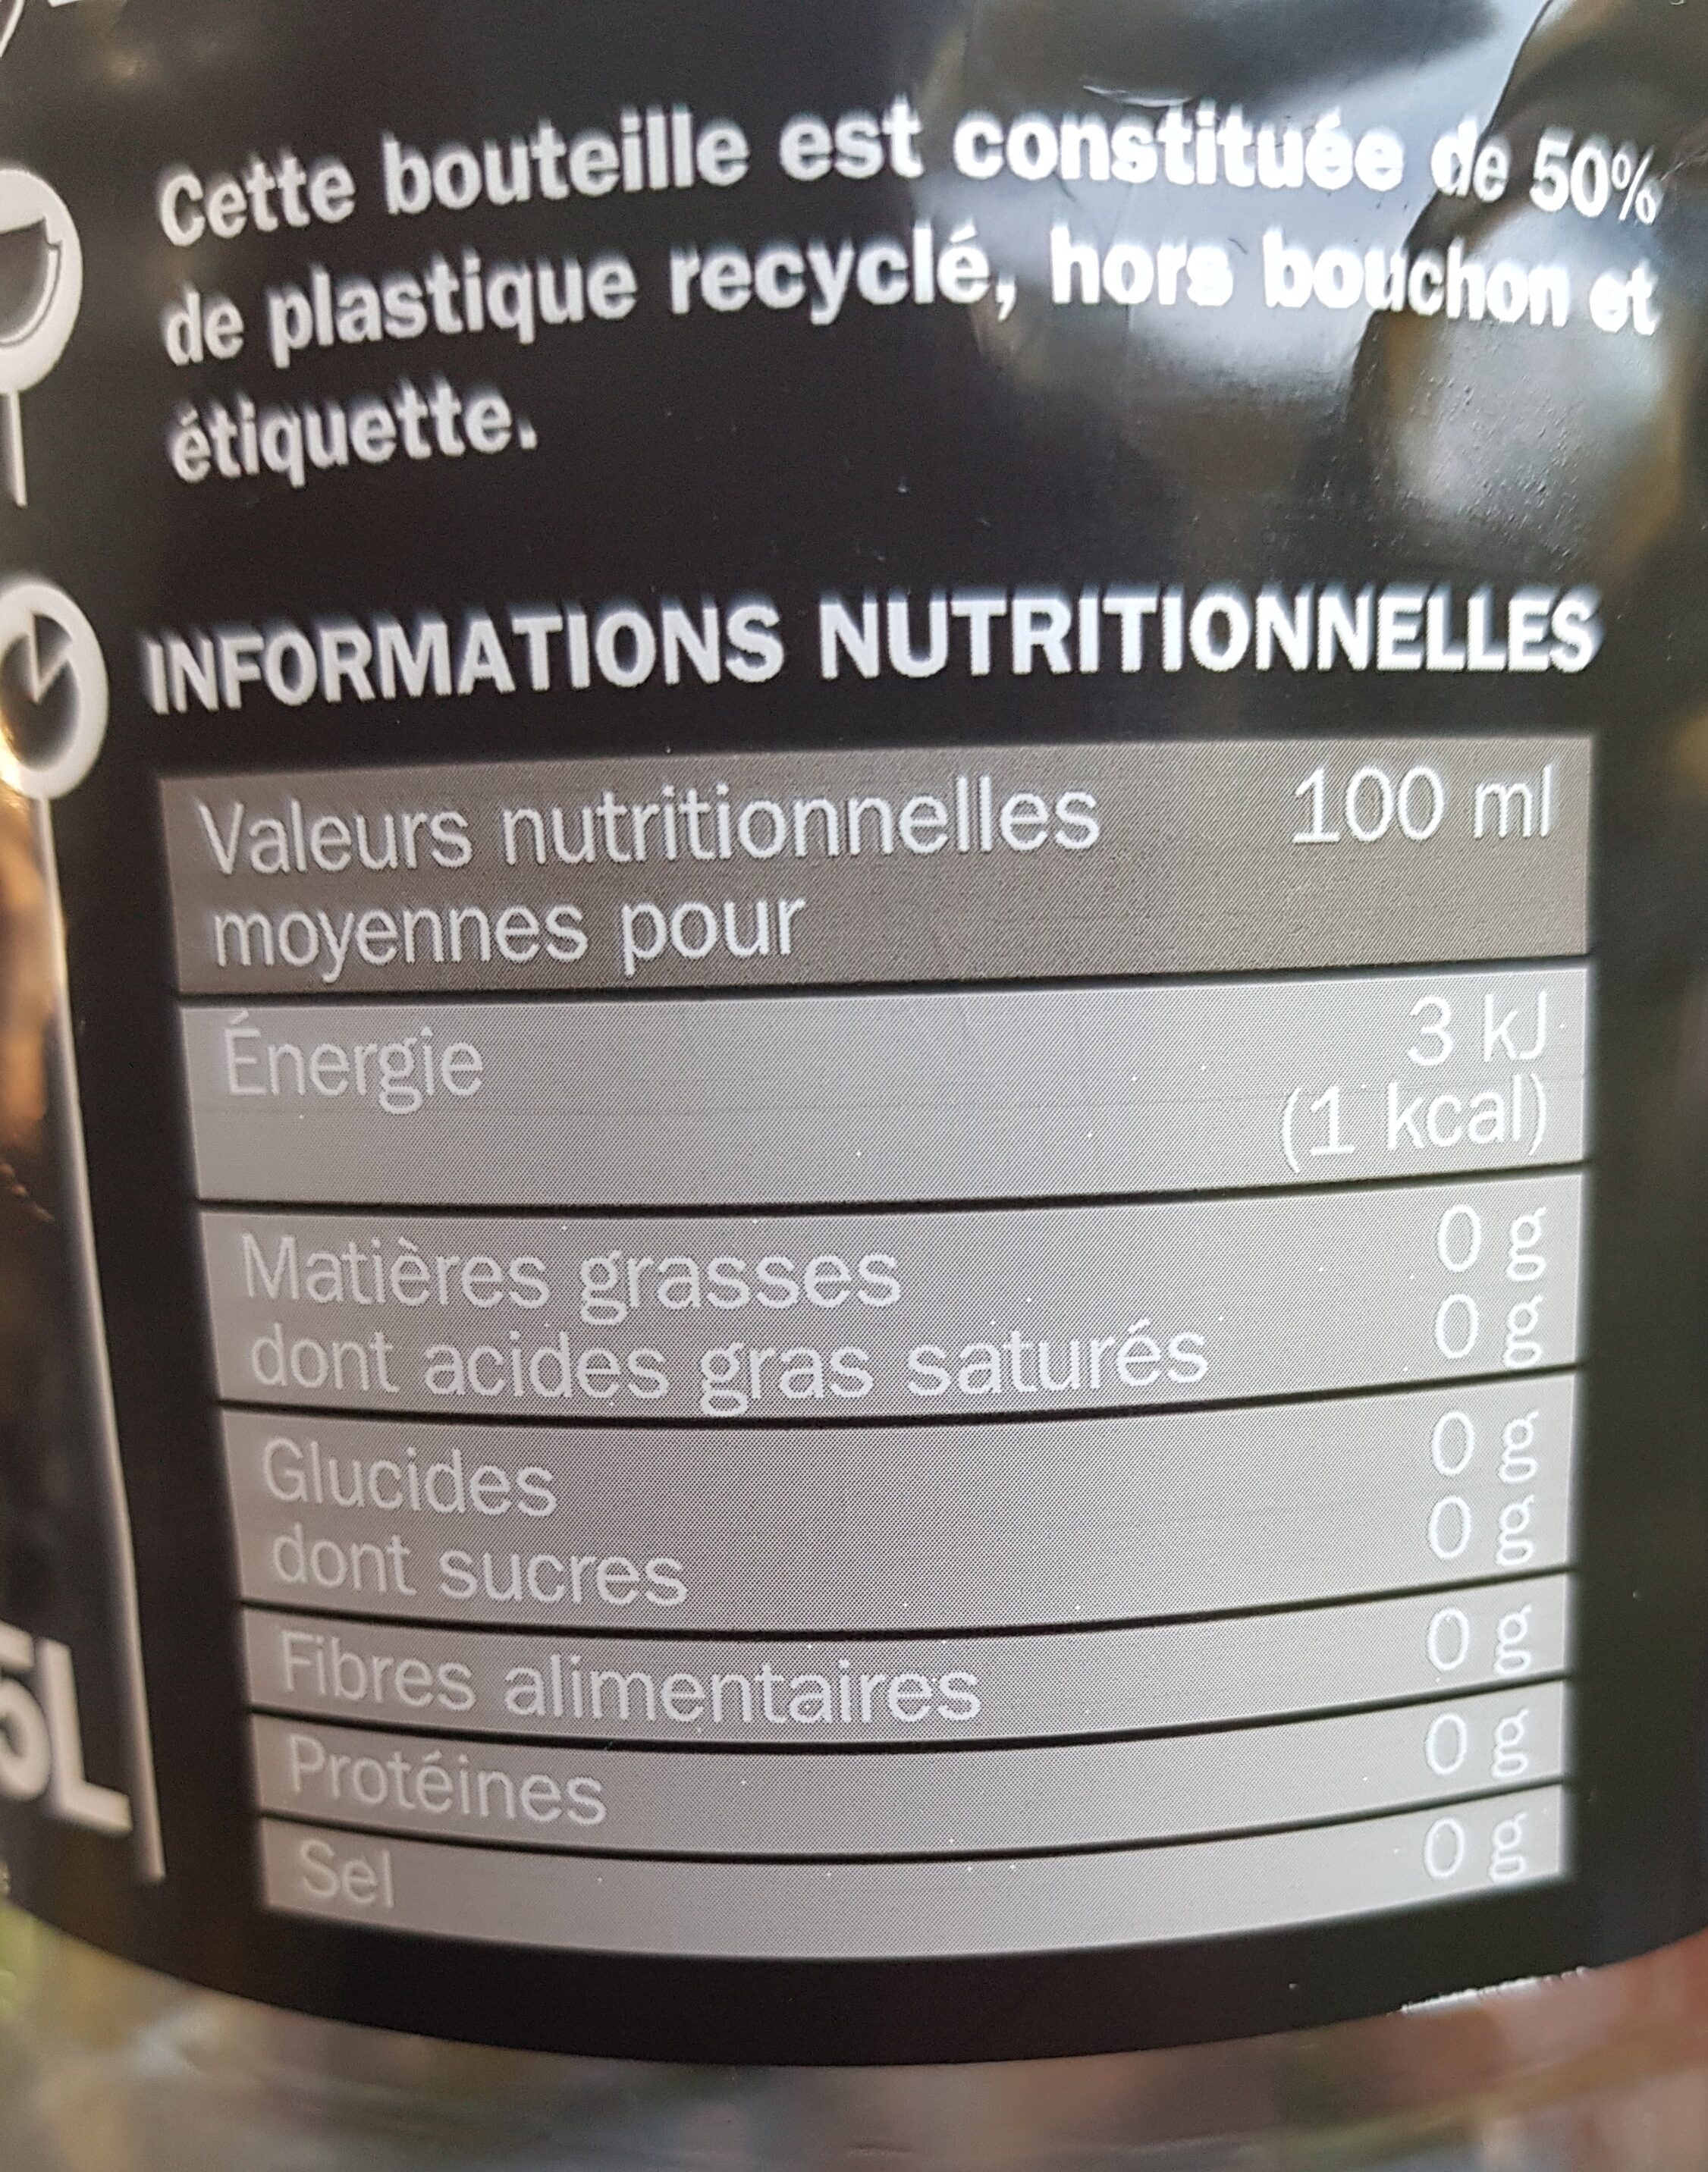 Cette bouteille est constituée de 50%
de plastique recyclé, hors bouchon et
étiquette.
INFORMATIONS NUTRITIONNELLES
Valeurs nutritionnelles 100 ml
moyennes pour
Énergie 3 kJ
(1 kcal)
Matières grasses 0 g
dont acides gras saturés 0 g
Glucides 0 g
dont sucres 0 g
Fibres alimentaires 0 g
Protéines 0 g
Sel 0 g
5L